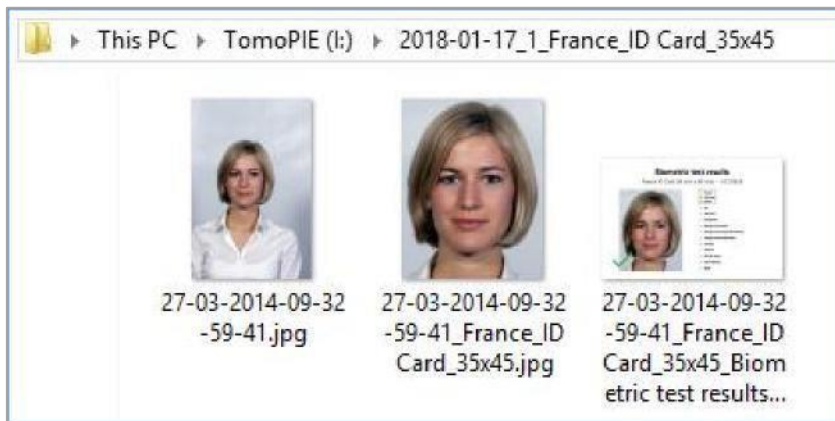 This PC TomoPIE (I:) 2018-01-17_1_France_ID Card_35x45
Biometric test results
27-03-2014-09-32
-59-41.jpg
27-03-2014-09-32
-59-41_France_ID
Card_35x45.jpg
27-03-2014-09-32
-59-41_France_ID
Card_35x45_Biom
etric test results...